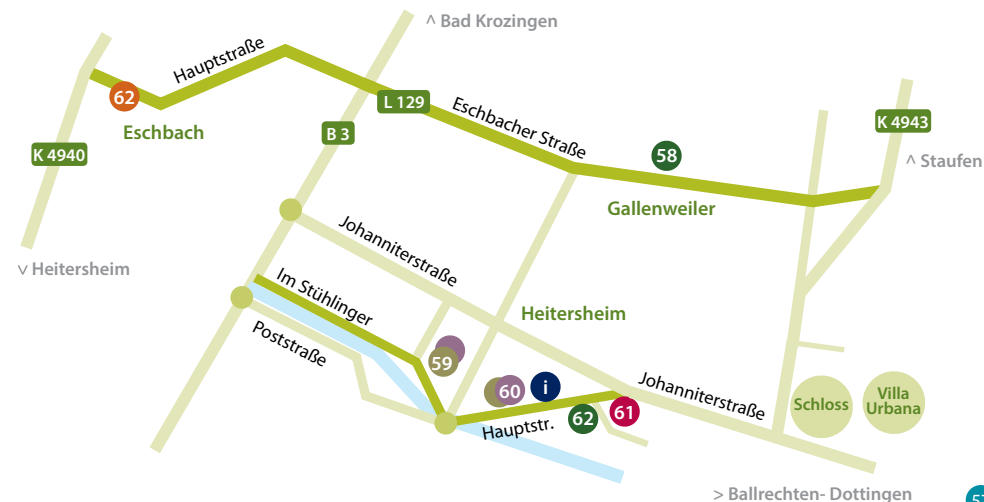 ^ Bad Krozingen
Hauptstraße
62
L 129
Eschbacher Straße
Eschbach
B 3
K 4943
K 4940
58
^ Staufen
Gallenweiler
Johanniterstraße
v Heitersheim
Im Stühlinger
Heitersheim
Poststraße
59
60
i
Johanniterstraße
62
61
Hauptstr.
Schloss
Villa
Urbana
> Ballrechten- Dottingen